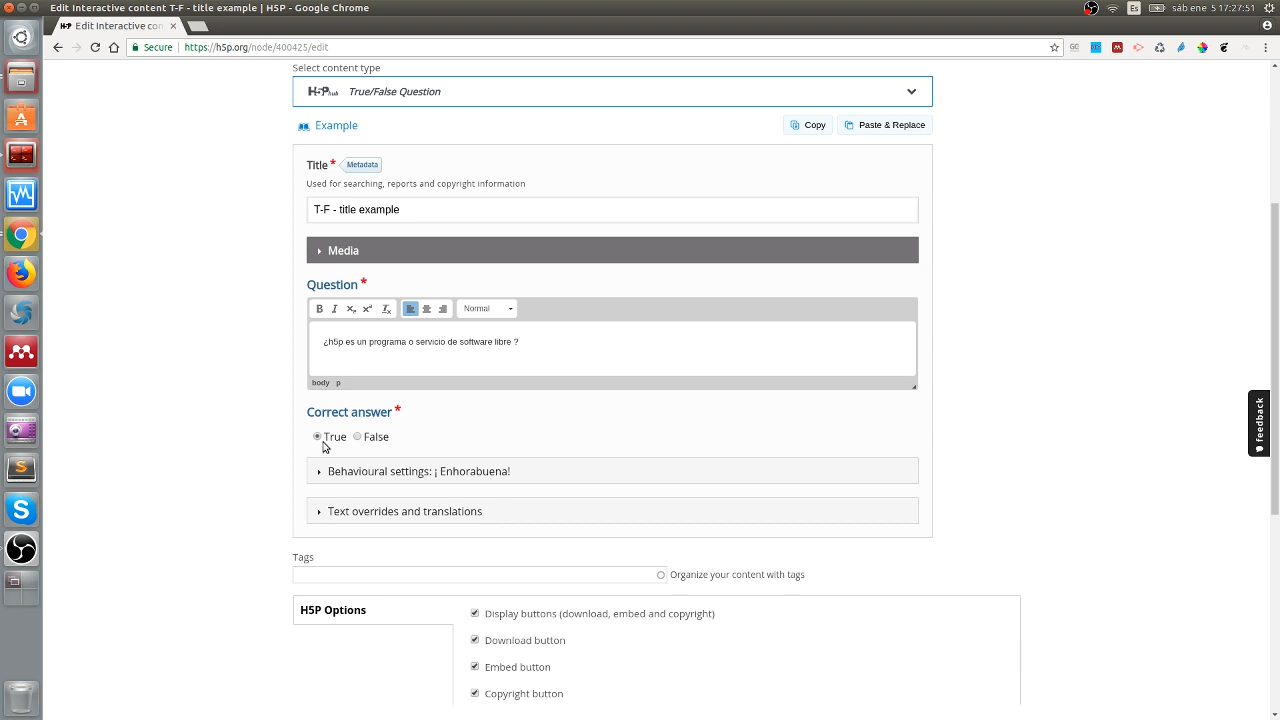 Edit Interactive content T-F - title example | H5P - Google Chrome
Es
sáb ene 5 17:27:51
H-P Edit Interactive con
Secure
https://h5p.org/node/400425/edit
Select content type
H5P hub True/False Question
Example
Copy
Paste & Replace
Title *
Metadata
Used for searching, reports and copyright information
T-F - title example
Media
Question *
B I x x Tx
Normal
¿h5p es un programa o servicio de software libre ?
body p
Correct answer *
True
False
Behavioural settings: ¡ Enhorabuena!
Text overrides and translations
feedback
Tags
Organize your content with tags
H5P Options
Display buttons (download, embed and copyright)
Download button
Embed button
Copyright button